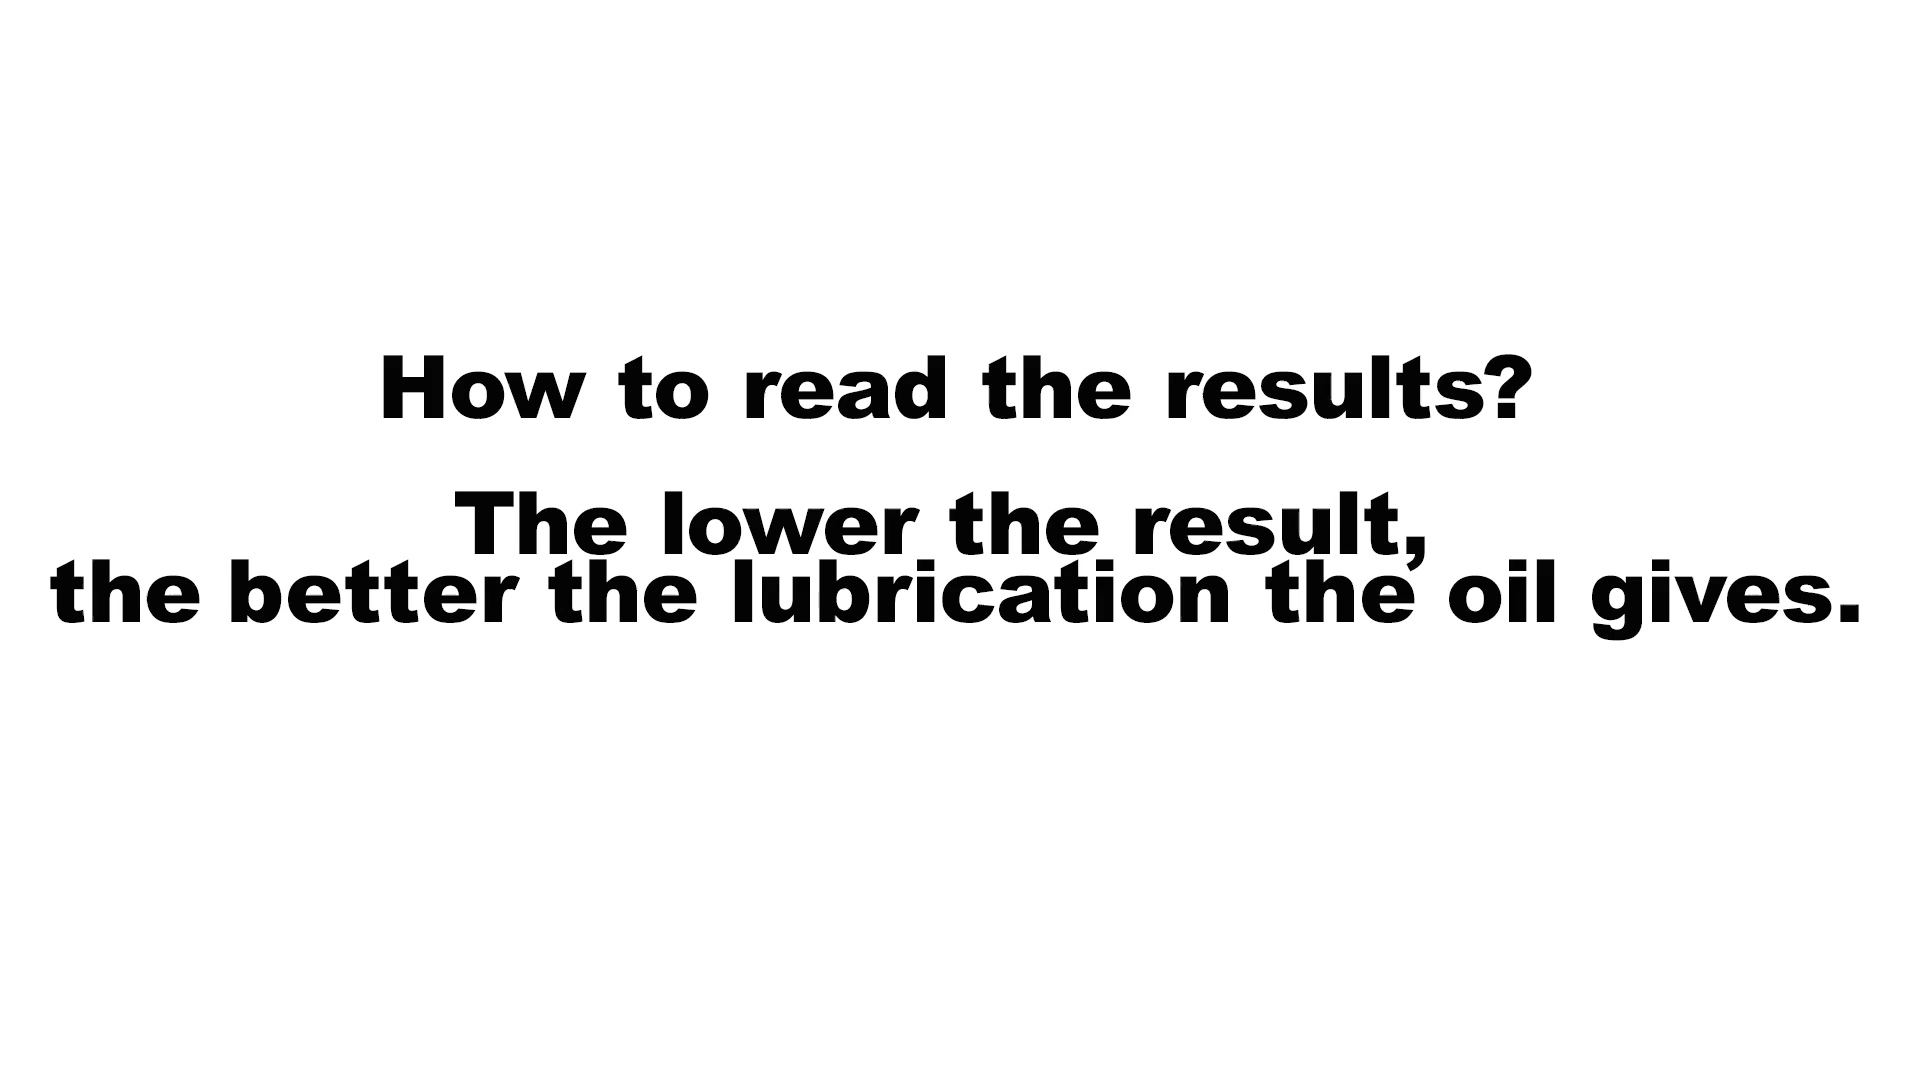 How to read the results?
The lower the result,
the better the lubrication the oil gives.